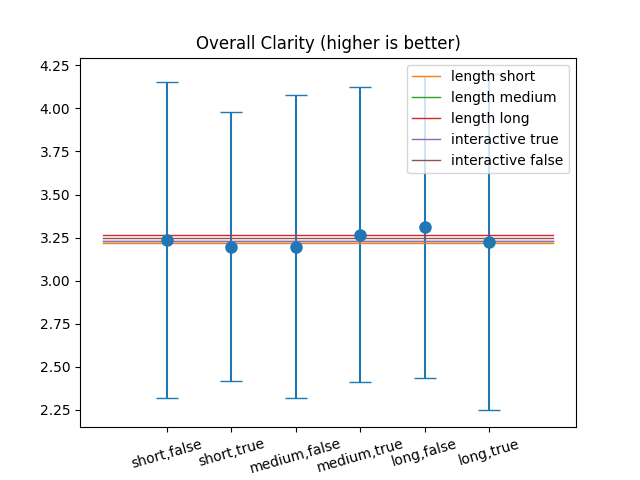 Overall Clarity (higher is better)
4.25
4.00
3.75
3.50
3.25
3.00
2.75
2.50
2.25
length short
length medium
length long
interactive true
interactive false
short,false
short,true
medium,false
medium,true
long,false
long,true